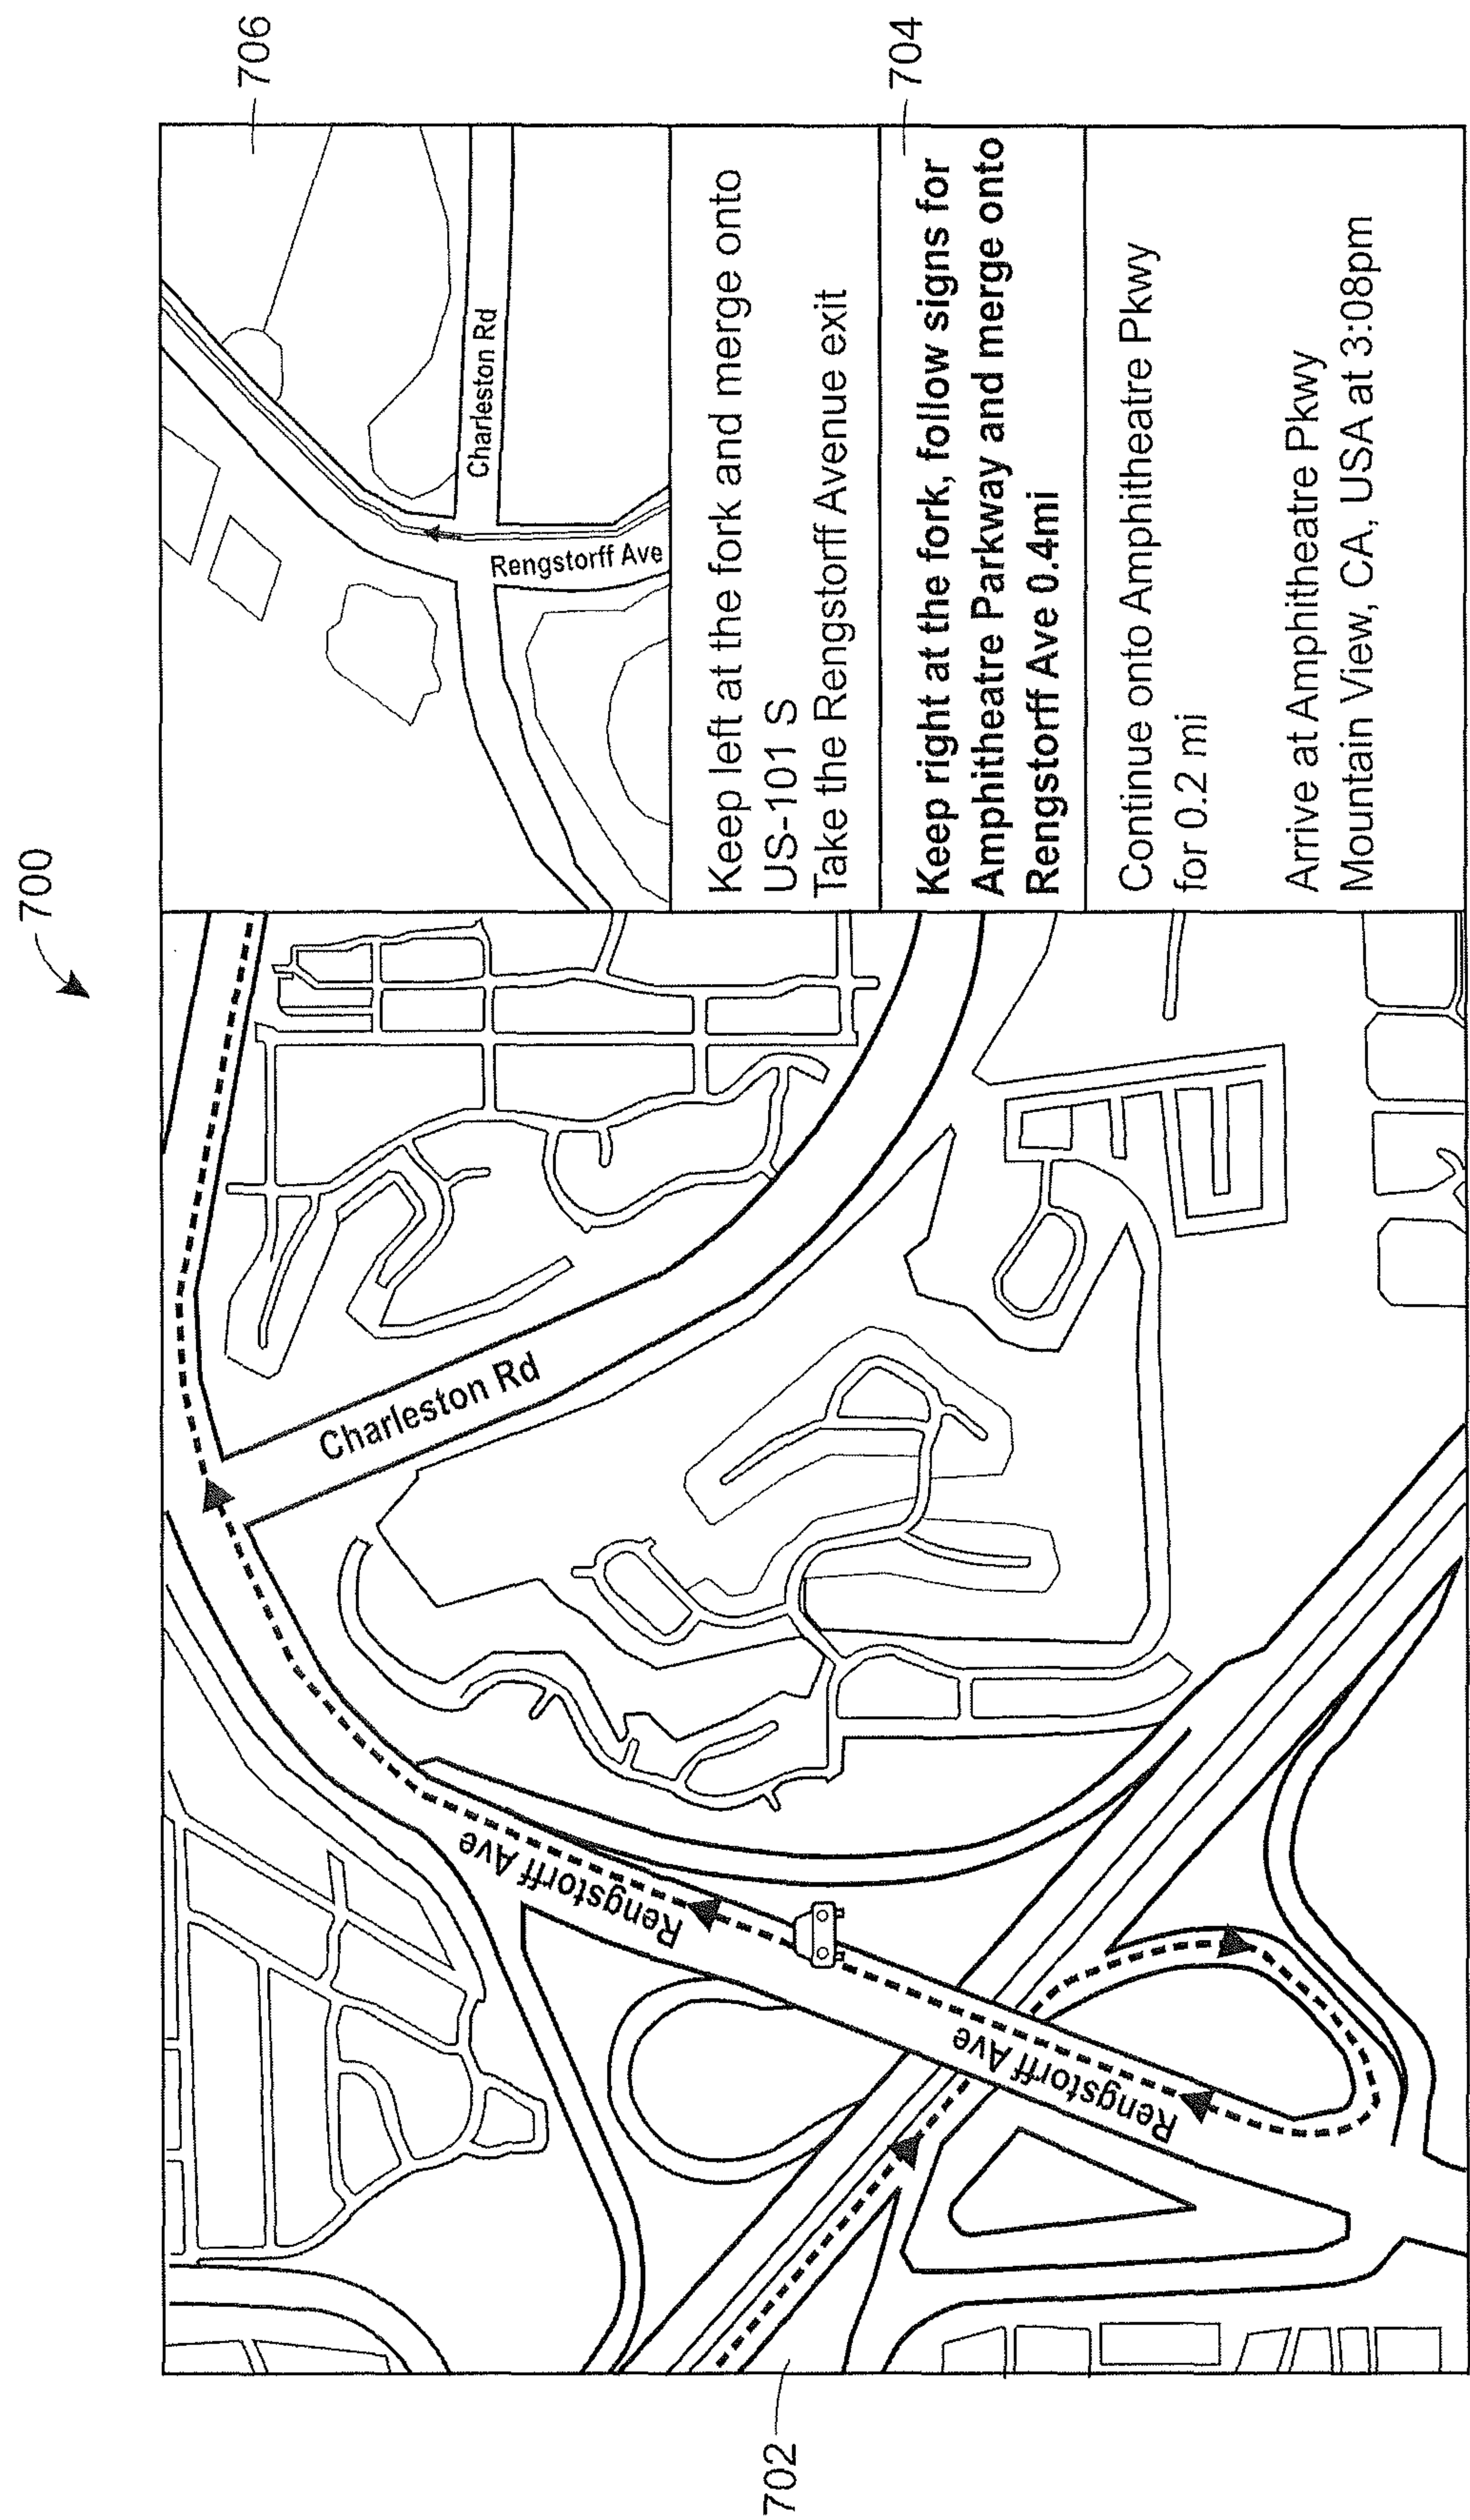 700
706
Charleston Rd
Rengstorff Ave
Keep left at the fork and merge onto
US-101 S
Take the Rengstorff Avenue exit
704
Keep right at the fork, follow signs for
Amphitheatre Parkway and merge onto
Rengstorff Ave 0.4mi
Continue onto Amphitheatre Pkwy
for 0.2 mi
Arrive at Amphitheatre Pkwy
Mountain View, CA, USA at 3:08pm
Charleston Rd
Rengstorff Ave
Rengstorff Ave
702